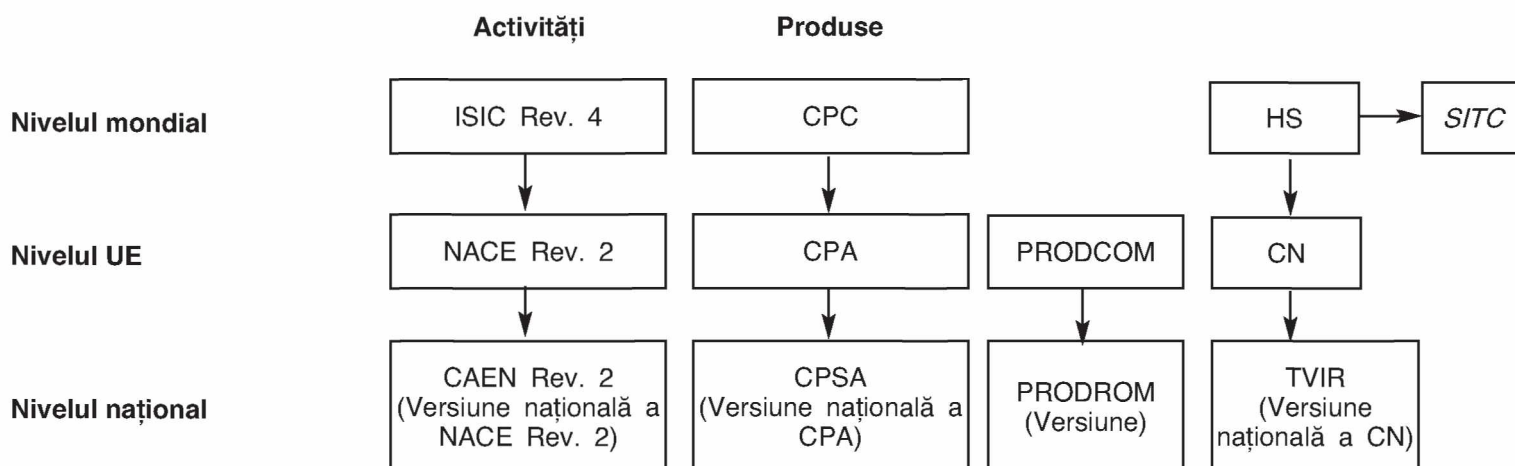 Activități Produse
Nivelul mondial ISIC Rev. 4 CPC HS SITC
Nivelul UE NACE Rev. 2 CPA PRODCOM CN
Nivelul național
CAEN Rev. 2
(Versiune națională a
NACE Rev. 2)
CPSA
(Versiune națională a
CPA)
PRODROM
(Versiune)
TVIR
(Versiune
națională a CN)